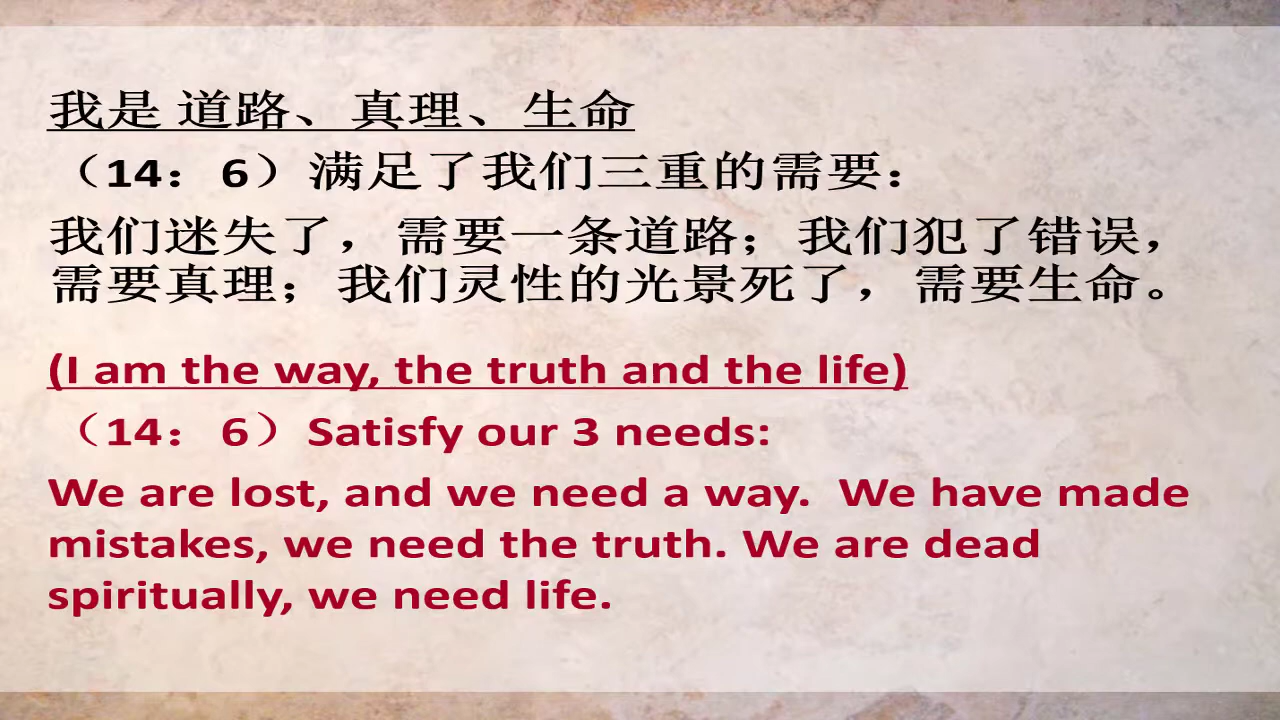 我是 道路、真理、生命
（14： 6）满足了我们三重的需要：
我们迷失了，需要一条道路；我们犯了错误，
需要真理；我们灵性的光景死了，需要生命。
(I am the way, the truth and the life)
（14： 6）Satisfy our 3 needs:
We are lost, and we need a way.  We have made
mistakes, we need the truth. We are dead
spiritually, we need life.